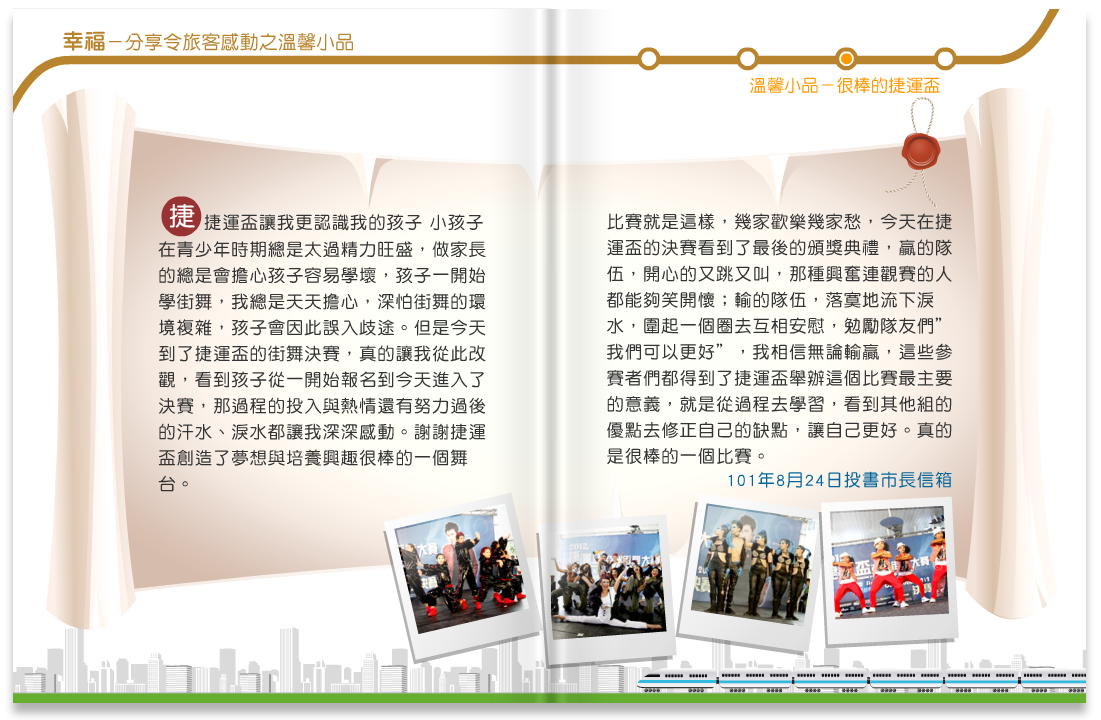 幸福－分享令旅客感動之溫馨小品
溫馨小品－很棒的捷運盃
捷 捷運盃讓我更認識我的孩子 小孩子
在青少年時期總是太過精力旺盛，做家長
的總是會擔心孩子容易學壞，孩子一開始
學街舞，我總是天天擔心，深怕街舞的環
境複雜，孩子會因此誤入歧途。但是今天
到了捷運盃的街舞決賽，真的讓我從此改
觀，看到孩子從一開始報名到今天進入了
決賽，那過程的投入與熱情還有努力過後
的汗水、淚水都讓我深深感動。謝謝捷運
盃創造了夢想與培養興趣很棒的一個舞
台。
比賽就是這樣，幾家歡樂幾家愁，今天在捷
運盃的決賽看到了最後的頒獎典禮，贏的隊
伍，開心的又跳又叫，那種興奮連觀賽的人
都能夠笑開懷；輸的隊伍，落寞地流下淚
水，圍起一個圈去互相安慰，勉勵隊友們”
我們可以更好”，我相信無論輸贏，這些參
賽者們都得到了捷運盃舉辦這個比賽最主要
的意義，就是從過程去學習，看到其他組的
優點去修正自己的缺點，讓自己更好。真的
是很棒的一個比賽。
101年8月24日投書市長信箱
大賽
2012
盃
大賽